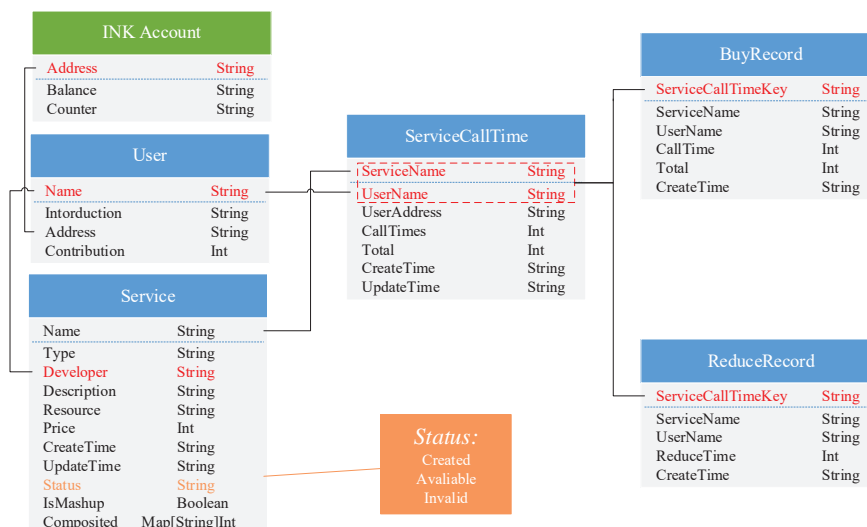 INK Account
Address String
Balance String
Counter String
User
Name String
Intorduction String
Address String
Contribution Int
Service
Name String
Type String
Developer String
Description String
Resource String
Price Int
CreateTime String
UpdateTime String
Status String
IsMashup Boolean
Composited Map[String]Int
ServiceCallTime
ServiceName String
UserName String
UserAddress String
CallTimes Int
Total Int
CreateTime String
UpdateTime String
Status:
Created
Avaliable
Invalid
BuyRecord
ServiceCallTimeKey String
ServiceName String
UserName String
CallTime Int
Total Int
CreateTime String
ReduceRecord
ServiceCallTimeKey String
ServiceName String
UserName String
ReduceTime Int
CreateTime String